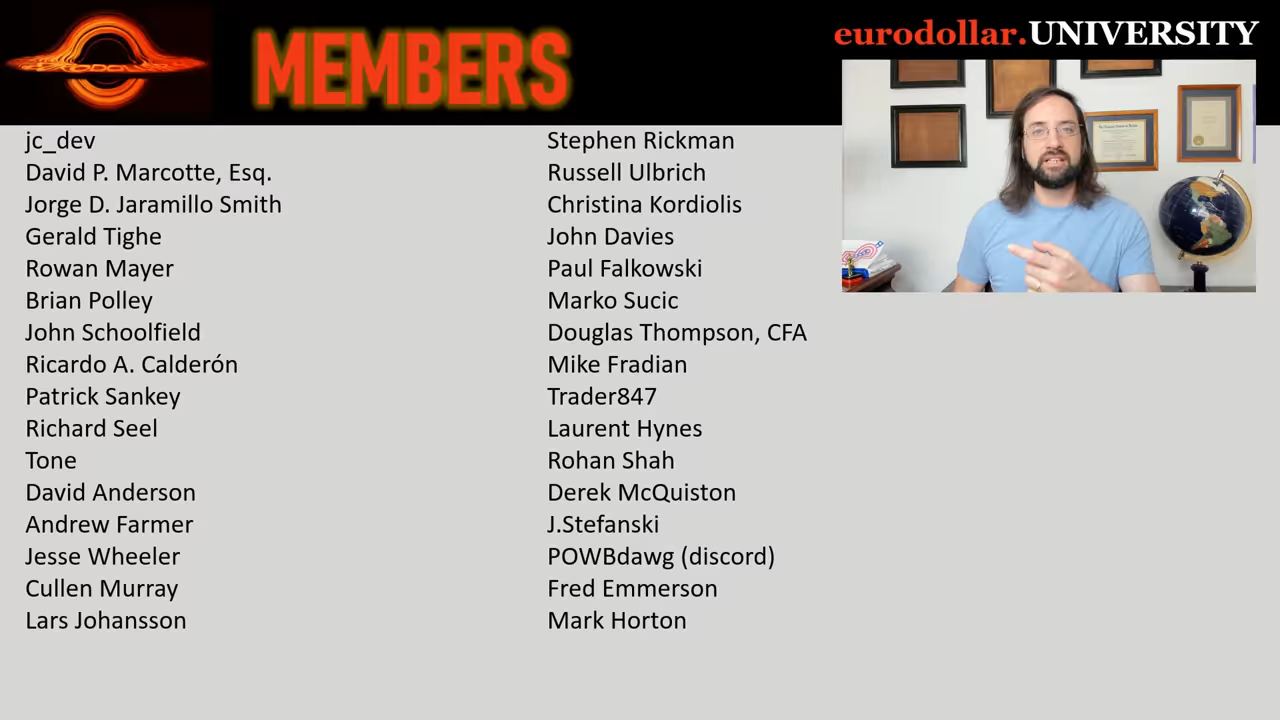 MEMBERS
eurodollar.UNIVERSITY
jc_dev
David P. Marcotte, Esq.
Jorge D. Jaramillo Smith
Gerald Tighe
Rowan Mayer
Brian Polley
John Schoolfield
Ricardo A. Calderón
Patrick Sankey
Richard Seel
Tone
David Anderson
Andrew Farmer
Jesse Wheeler
Cullen Murray
Lars Johansson
Stephen Rickman
Russell Ulbrich
Christina Kordiolis
John Davies
Paul Falkowski
Marko Sucic
Douglas Thompson, CFA
Mike Fradian
Trader847
Laurent Hynes
Rohan Shah
Derek McQuiston
J.Stefanski
POWBdawg (discord)
Fred Emmerson
Mark Horton